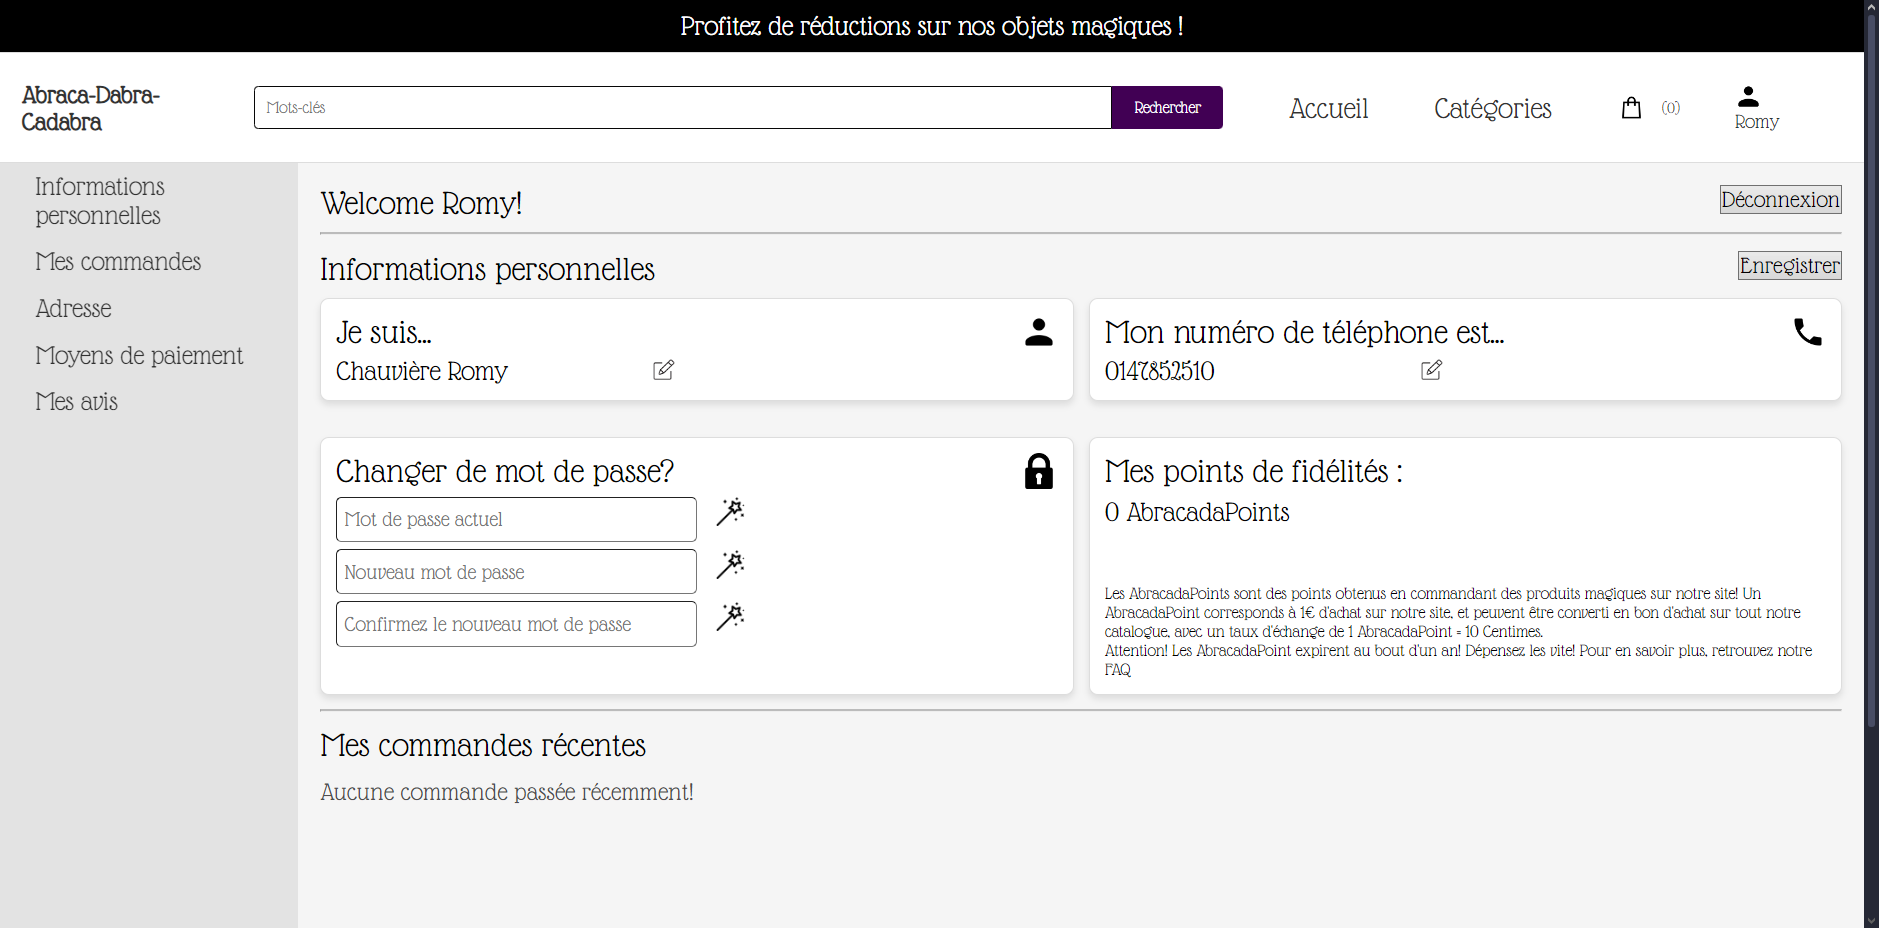 Profitez de réductions sur nos objets magiques !
Abraca-Dabra-
Cadabra
Mots-clés
Rechercher
Accueil
Catégories
(0)
Romy
Informations
personnelles
Mes commandes
Adresse
Moyens de paiement
Mes avis
Welcome Romy!
Déconnexion
Informations personnelles
Enregistrer
Je suis...
Chauvière Romy
Mon numéro de téléphone est...
0147852510
Changer de mot de passe?
Mot de passe actuel
Nouveau mot de passe
Confirmez le nouveau mot de passe
Mes points de fidélités :
0 AbracadaPoints
Les AbracadaPoints sont des points obtenus en commandant des produits magiques sur notre site! Un
AbracadaPoint corresponds à 1€ d'achat sur notre site, et peuvent être converti en bon d'achat sur tout notre
catalogue, avec un taux d'échange de 1 AbracadaPoint = 10 Centimes.
Attention! Les AbracadaPoint expirent au bout d'un an! Dépensez les vite! Pour en savoir plus, retrouvez notre
FAQ
Mes commandes récentes
Aucune commande passée récemment!